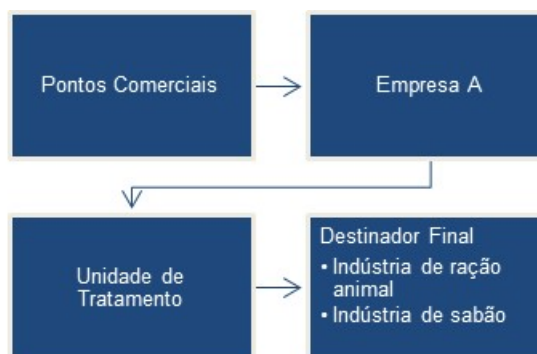 Pontos Comerciais
Empresa A
Unidade de
Tratamento
Destinador Final
• Indústria de ração
animal
• Indústria de sabão